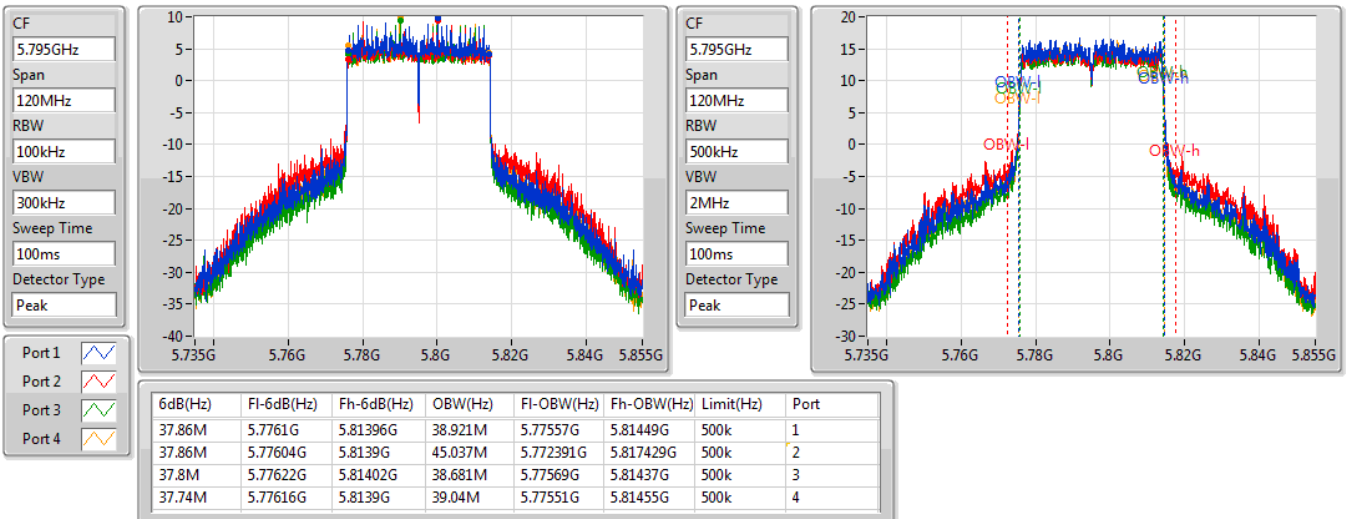 CF
5.795GHz
Span
120MHz
RBW
100kHz
VBW
300kHz
Sweep Time
100ms
Detector Type
Peak
10
5
0
-5
-10
-15
-20
-25
-30
-35
-40
5.735G 5.76G 5.78G 5.8G 5.82G 5.84G 5.855G
CF
5.795GHz
Span
120MHz
RBW
500kHz
VBW
2MHz
Sweep Time
100ms
Detector Type
Peak
20
15
10
5
0
-5
-10
-15
-20
-25
-30
OBW-l
OBW-l
OBW-h
OBW-l
OBW-h
5.735G 5.76G 5.78G 5.8G 5.82G 5.84G 5.855G
Port 1
Port 2
Port 3
Port 4
6dB(Hz) Fl-6dB(Hz) Fh-6dB(Hz) OBW(Hz) Fl-OBW(Hz) Fh-OBW(Hz) Limit(Hz) Port
37.86M 5.7761G 5.81396G 38.921M 5.77557G 5.81449G 500k 1
37.86M 5.77604G 5.8139G 45.037M 5.772391G 5.817429G 500k 2
37.8M 5.77622G 5.81402G 38.681M 5.77569G 5.81437G 500k 3
37.74M 5.77616G 5.8139G 39.04M 5.77551G 5.81455G 500k 4